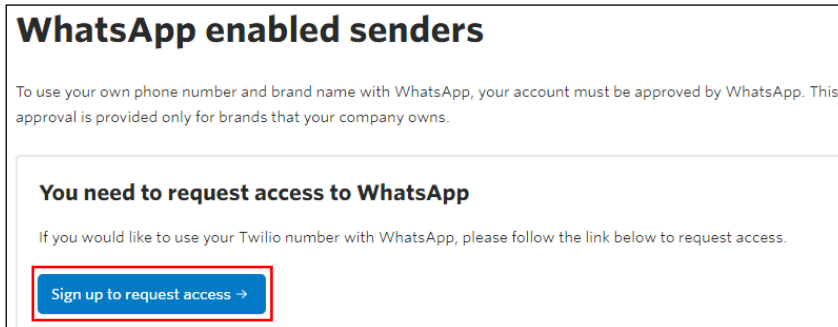 WhatsApp enabled senders
To use your own phone number and brand name with WhatsApp, your account must be approved by WhatsApp. This
approval is provided only for brands that your company owns.
You need to request access to WhatsApp
If you would like to use your Twilio number with WhatsApp, please follow the link below to request access.
Sign up to request access →